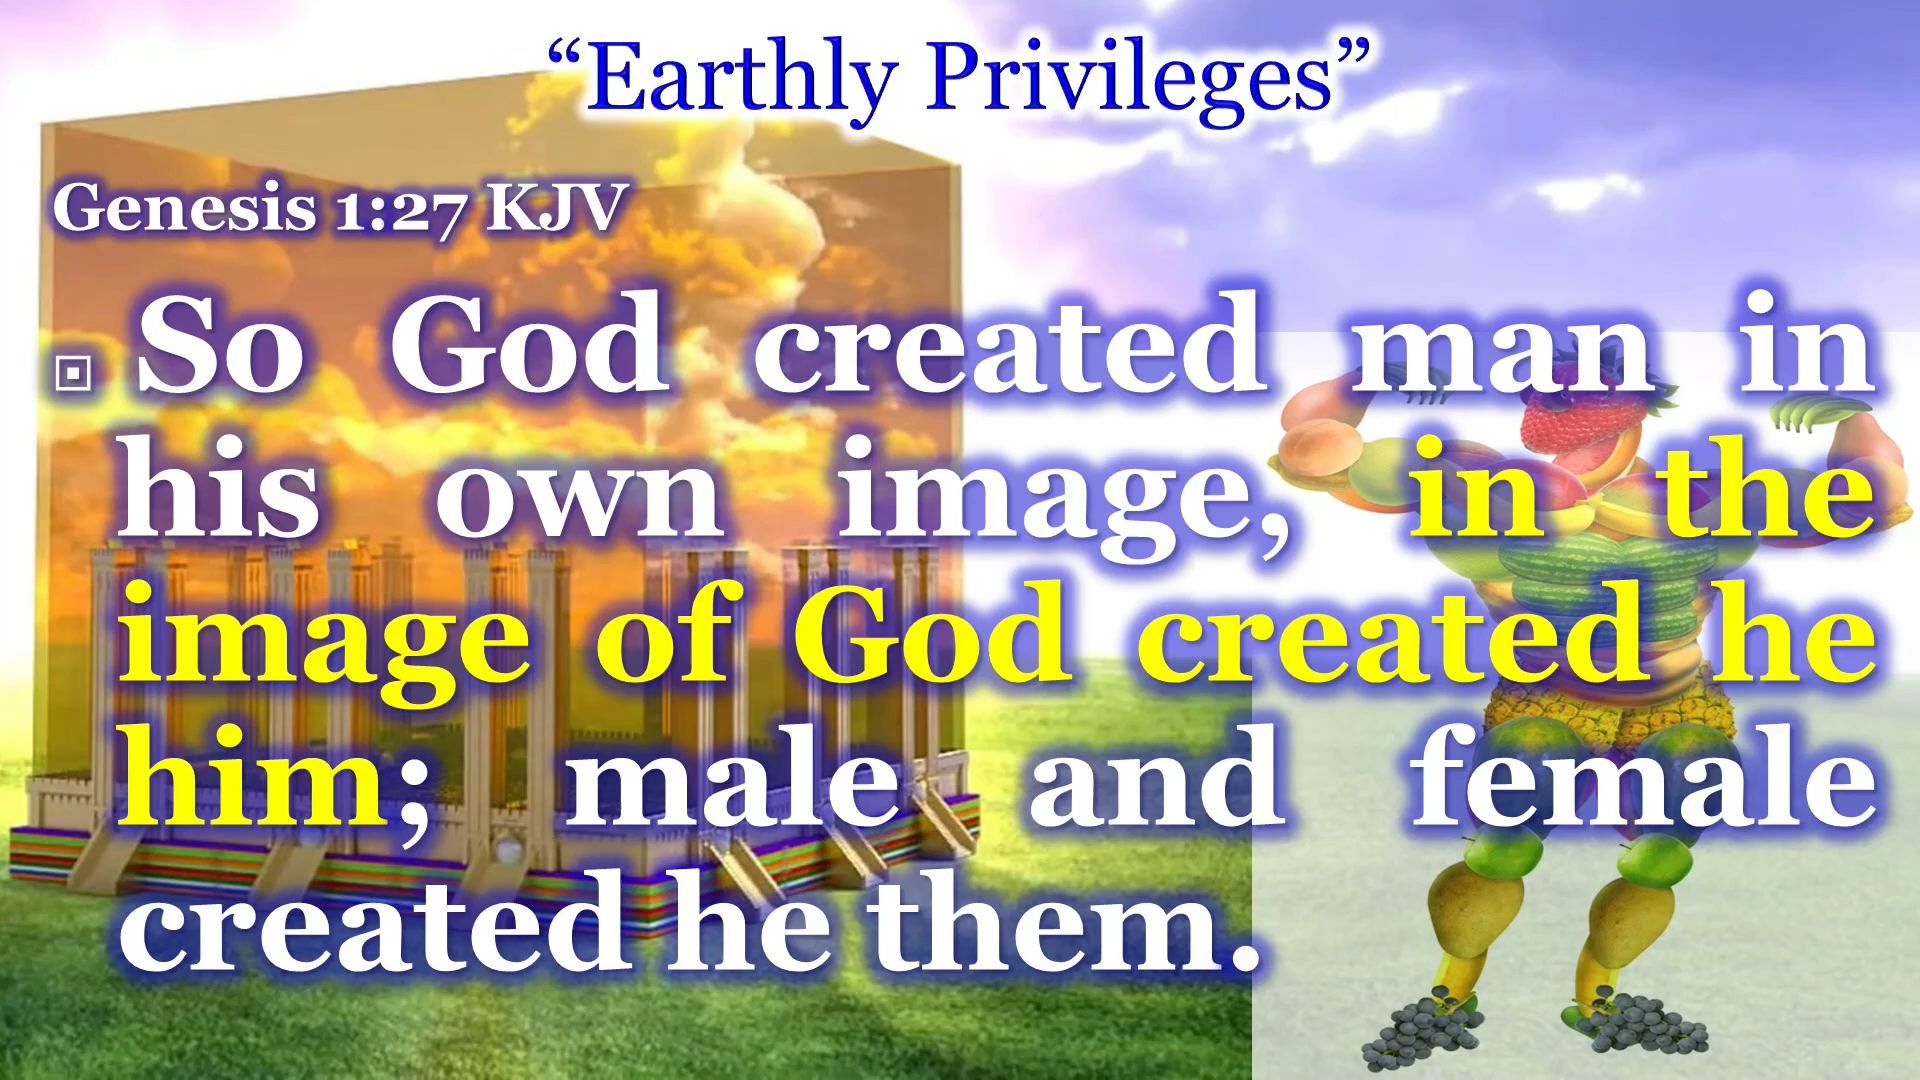 “Earthly Privileges”
Genesis 1:27 KJV
So God created man in
his own image, in the
image of God created he
him; male and female
created he them.